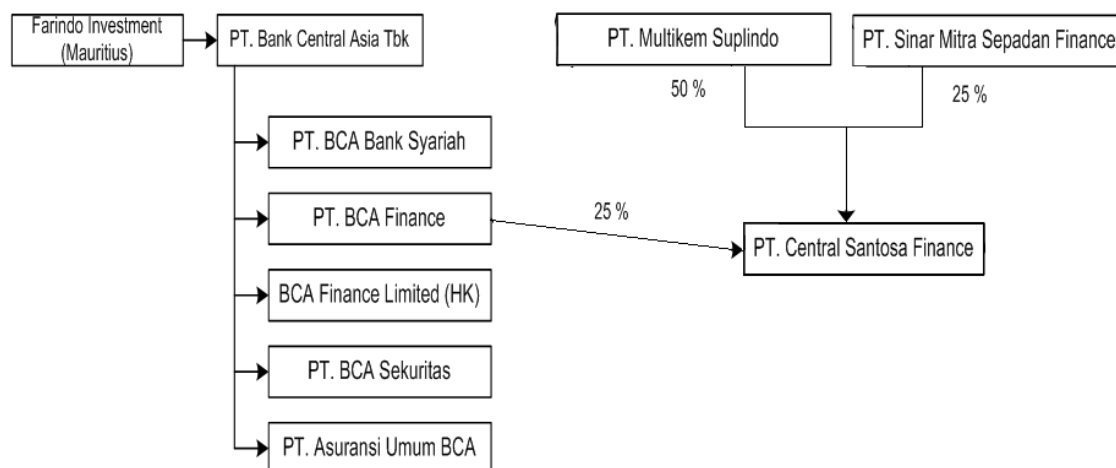 Farindo Investment
(Mauritius)
PT. Bank Central Asia Tbk
PT. Multikem Suplindo
PT. Sinar Mitra Sepadan Finance
50 %
25 %
PT. BCA Bank Syariah
PT. BCA Finance
25 %
PT. Central Santosa Finance
BCA Finance Limited (HK)
PT. BCA Sekuritas
PT. Asuransi Umum BCA